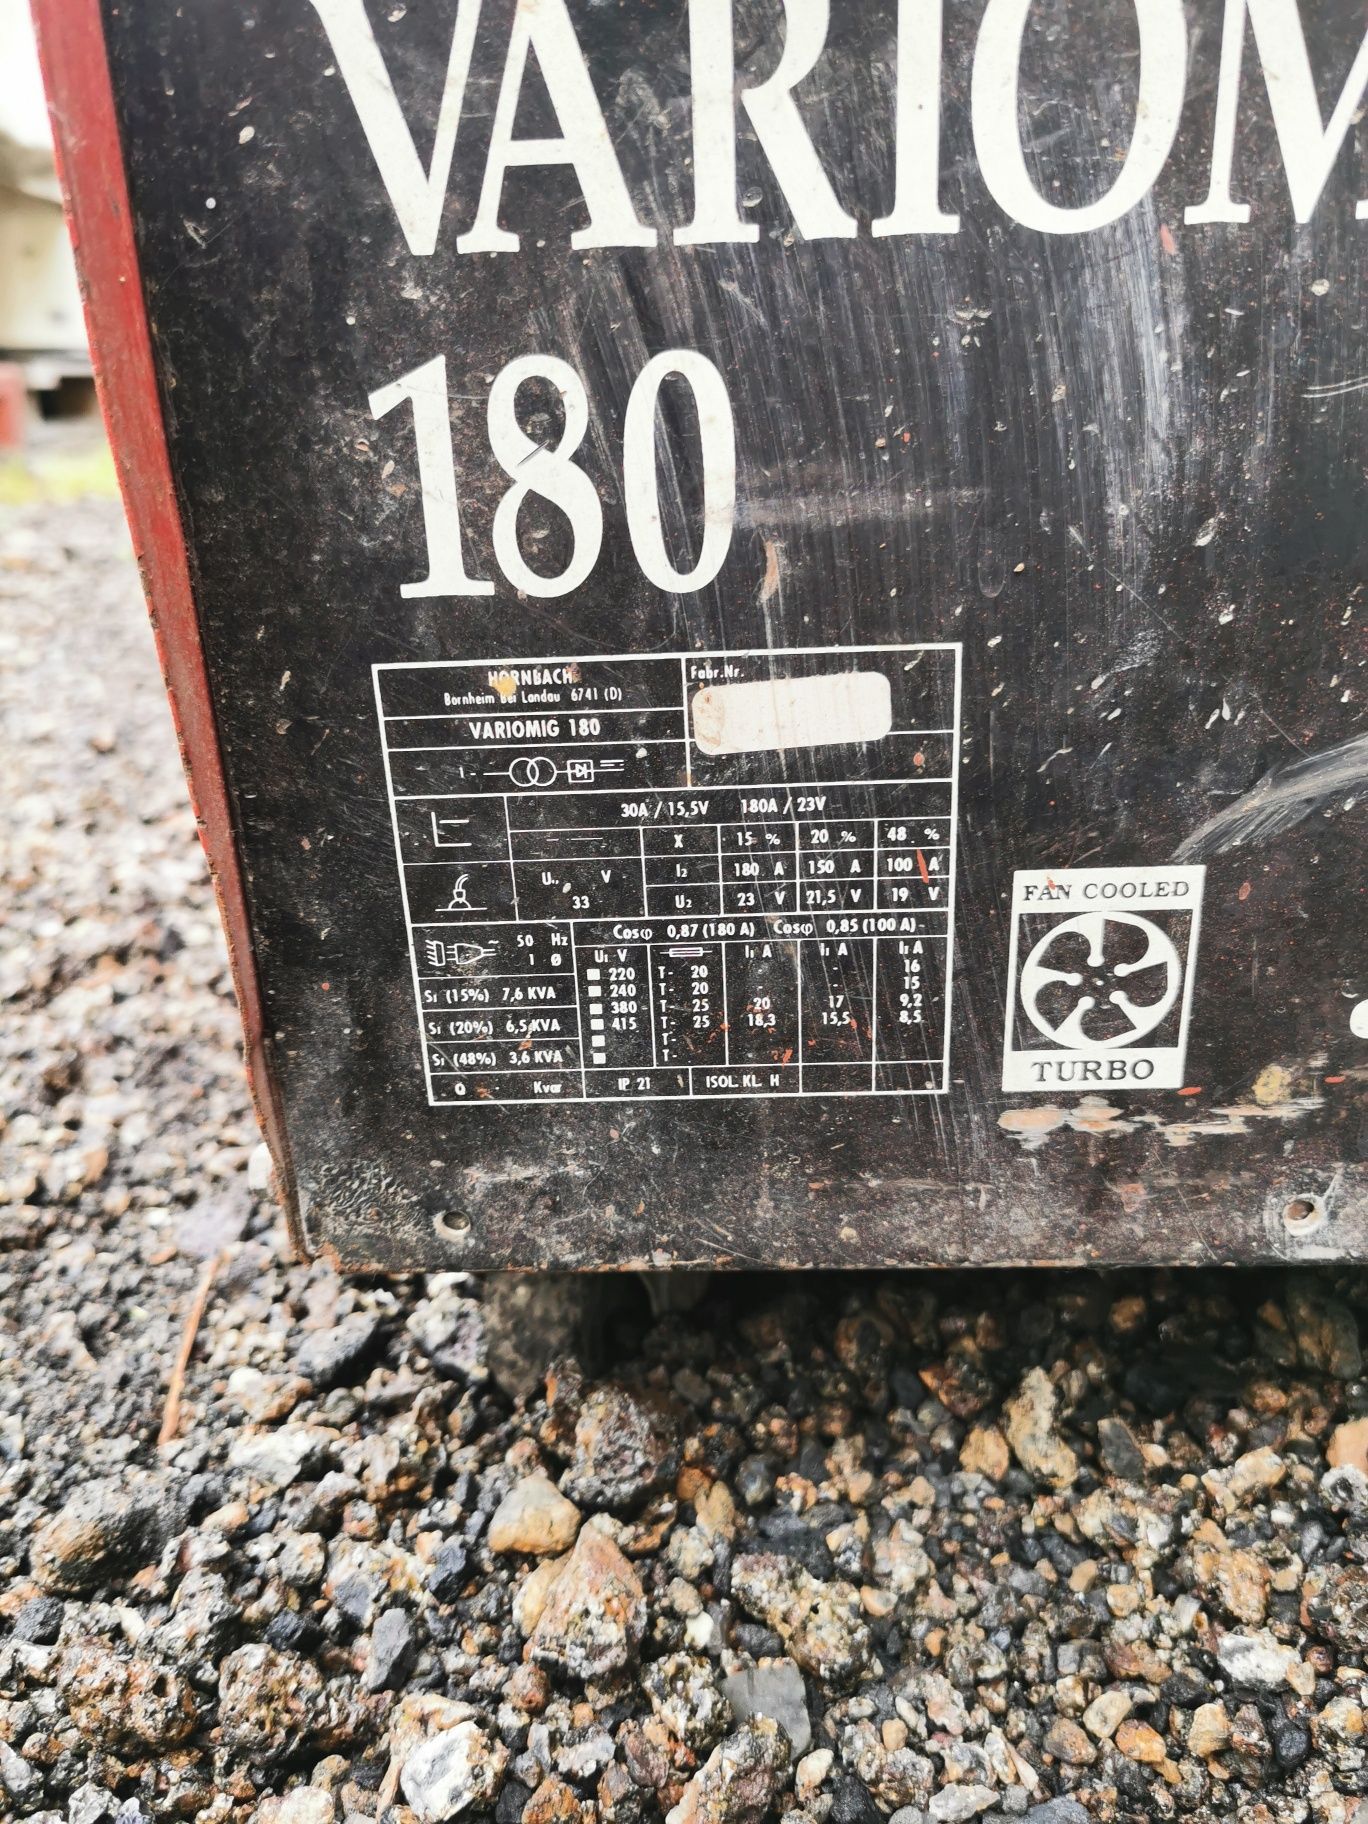 VARIOM
180
HORNBACH
Bornheim Bei Landau 6741 (D)
Fabr.Nr.
VARIOMIG 180
1 -
30A / 15,5V 180A / 23V
X 15 % 20 % 48 %
U.. V
33
I₂ 180 A 150 A 100 A
U₂ 23 V 21,5 V 19 V
50 Hz
1 Ø
Cosφ 0,87 (180 A) Cosφ 0,85 (100 A)
U₁ V I₁ A I₁ A I₁ A
220 T- 20 - - 16
240 T- 20 - - 15
380 T- 25 20 17 9,2
415 T- 25 18,3 15,5 8,5
T-
T-
S₁ (15%) 7,6 KVA
S₁ (20%) 6,5 KVA
S₁ (48%) 3,6 KVA
Q - Kvar IP 21 ISOL. KL. H
FAN COOLED
TURBO